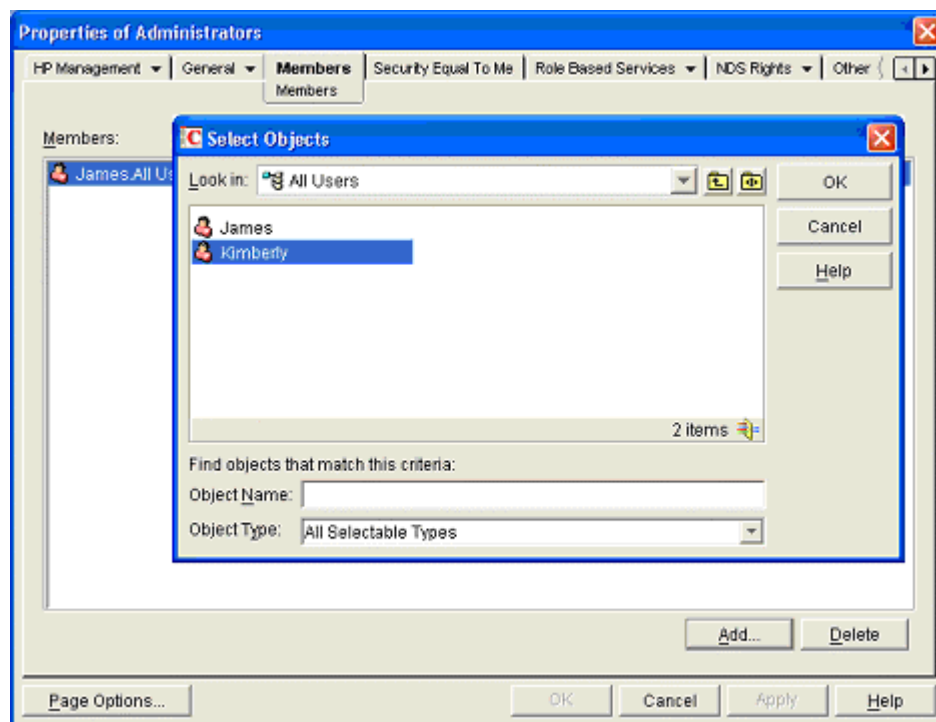 Properties of Administrators
HP Management General Members Security Equal To Me Role Based Services NDS Rights Other
Members
Members:
James.All Us
Select Objects
Look in: All Users
OK
James
Kimberly
Cancel
Help
2 items
Find objects that match this criteria:
Object Name:
Object Type: All Selectable Types
Add... Delete
Page Options... OK Cancel Apply Help